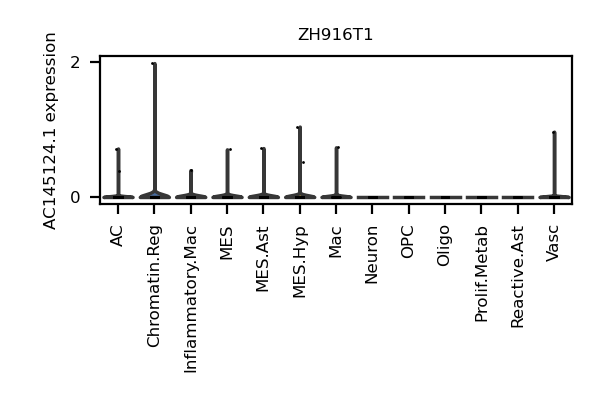 ZH916T1
AC145124.1 expression
2
0
AC
Chromatin.Reg
Inflammatory.Mac
MES
MES.Ast
MES.Hyp
Mac
Neuron
OPC
Oligo
Prolif.Metab
Reactive.Ast
Vasc